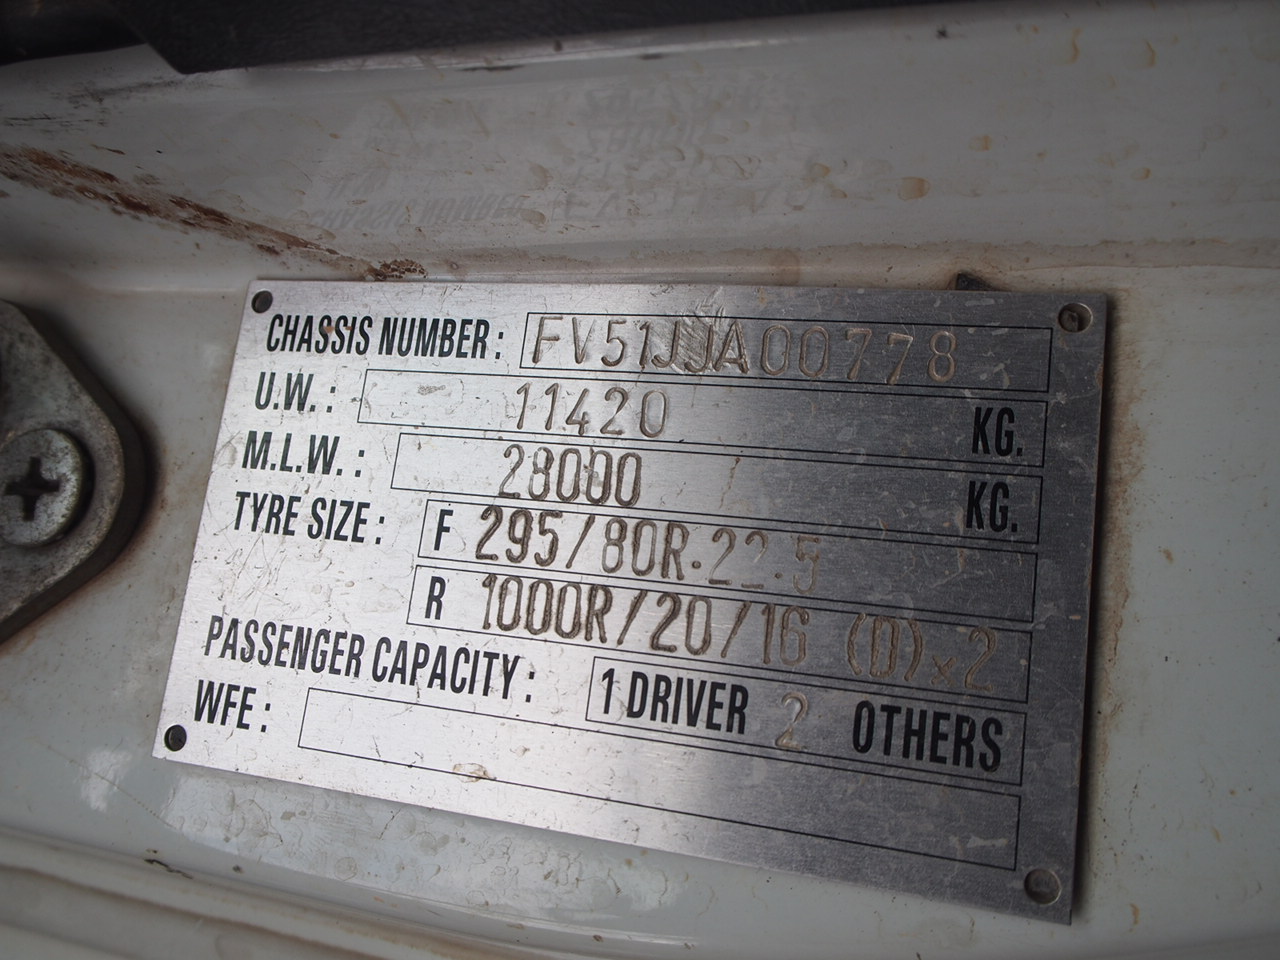 CHASSIS NUMBER: FV51JJA00778
U.W.: 11420 KG.
M.L.W.: 28000 KG.
TYRE SIZE: F 295/80R.22.5
R 1000R/20/16 (D)x2
PASSENGER CAPACITY: 1 DRIVER 2 OTHERS
WFE: